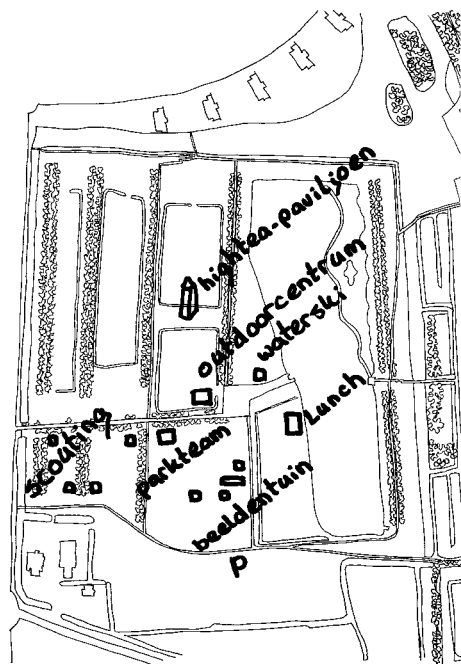 hightea-paviljoen
outdoorcentrum
waterski
Lunch
scouting
parkteam
beeldentuin
P